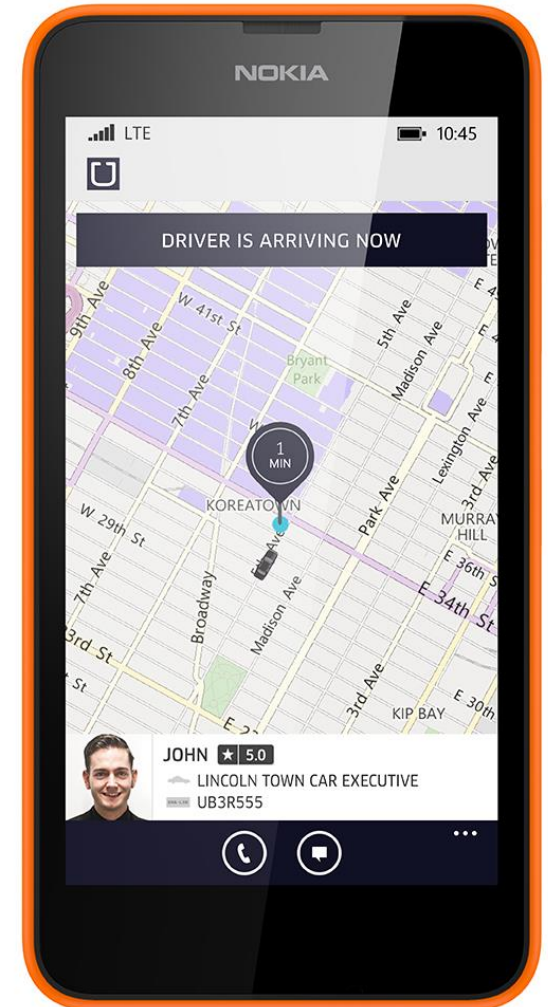 NOKIA
LTE 10:45
DRIVER IS ARRIVING NOW
9th Ave
8th Ave
7th Ave
W 41st St
Bryant
Park
5th Ave
Madison Ave
Lexington Ave
3rd Ave
1
MIN
KOREATOWN
Park Ave
MURRAY
HILL
W 29th St
E 36th S
E 34th St
7th Ave
Broadway
Madison Ave
3rd Ave
3rd St
St
KIP BAY
E 30th
JOHN ★ 5.0
LINCOLN TOWN CAR EXECUTIVE
UB3R555
...